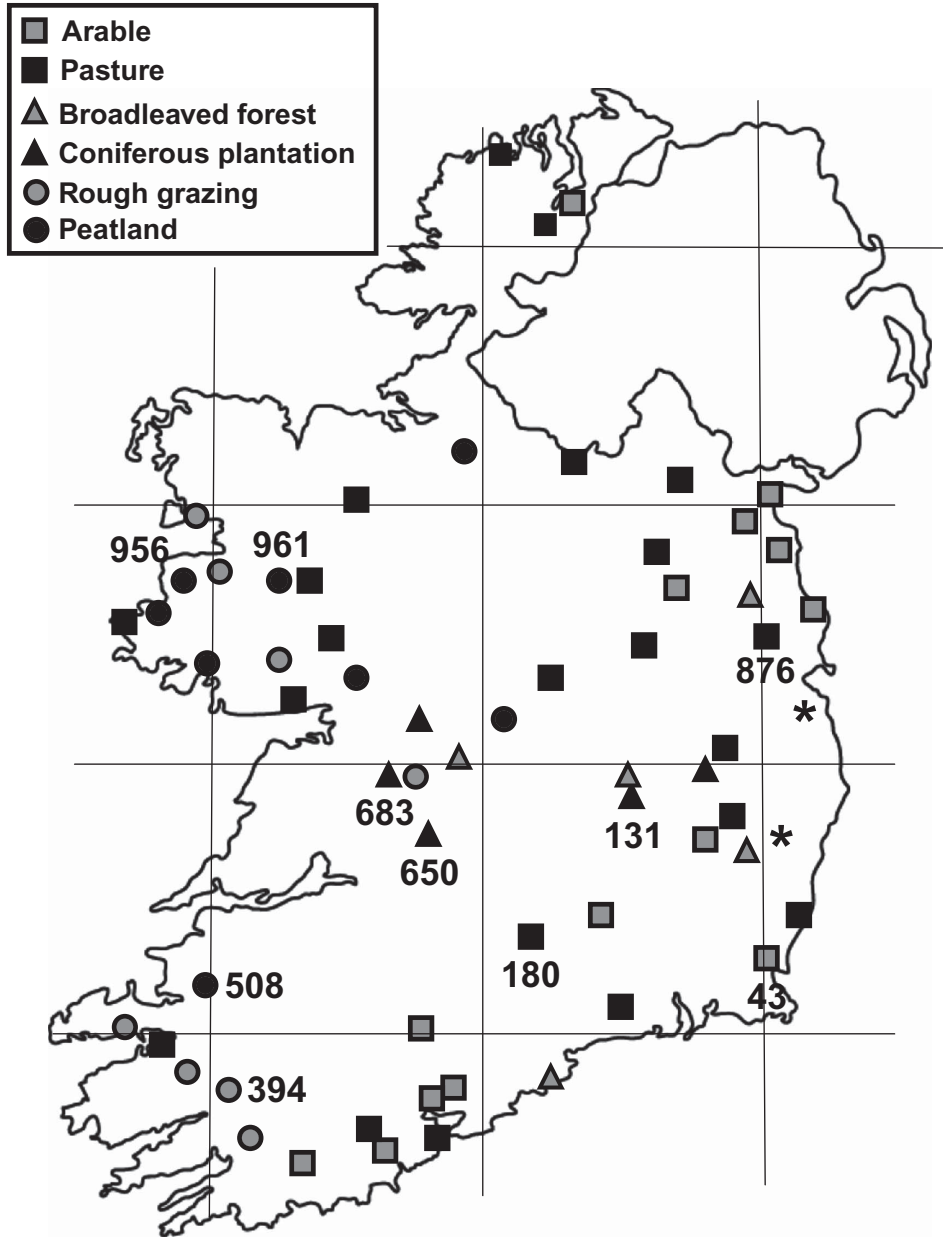 Arable
Pasture
Broadleaved forest
Coniferous plantation
Rough grazing
Peatland
956
961
876
*
683
131
*
650
180
508
43
394